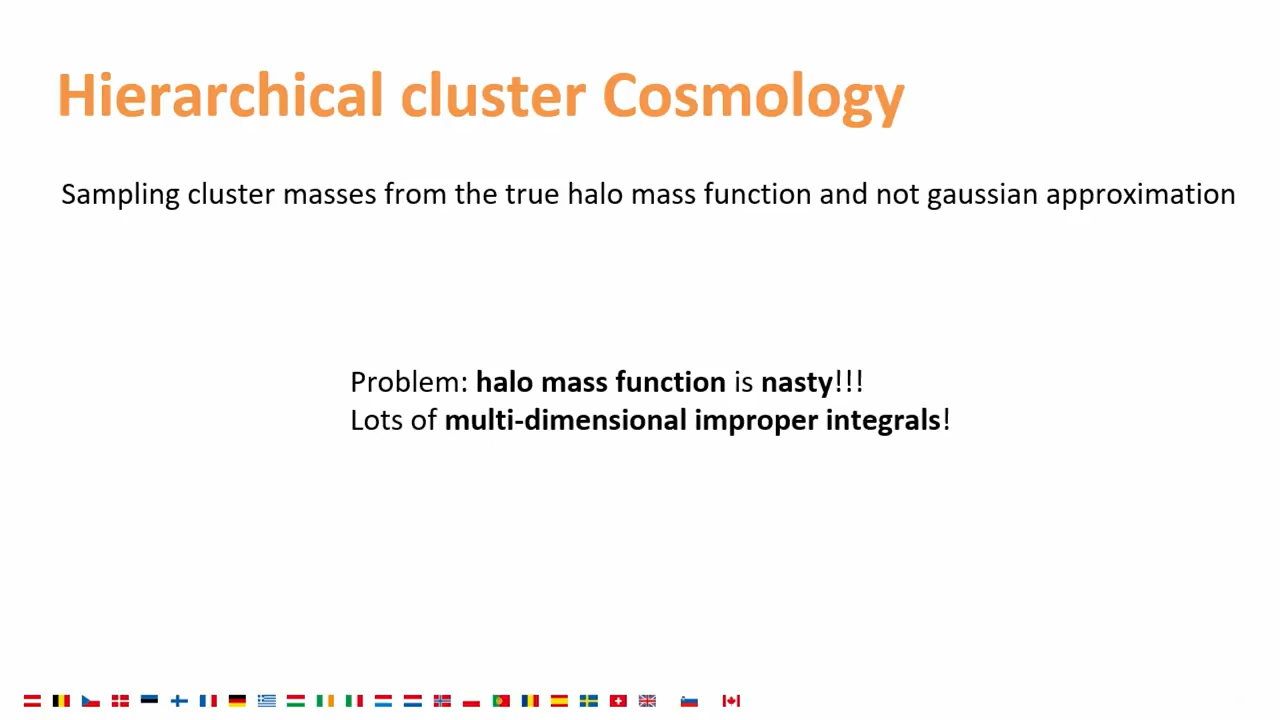 Hierarchical cluster Cosmology
Sampling cluster masses from the true halo mass function and not gaussian approximation
Problem: halo mass function is nasty!!!
Lots of multi-dimensional improper integrals!